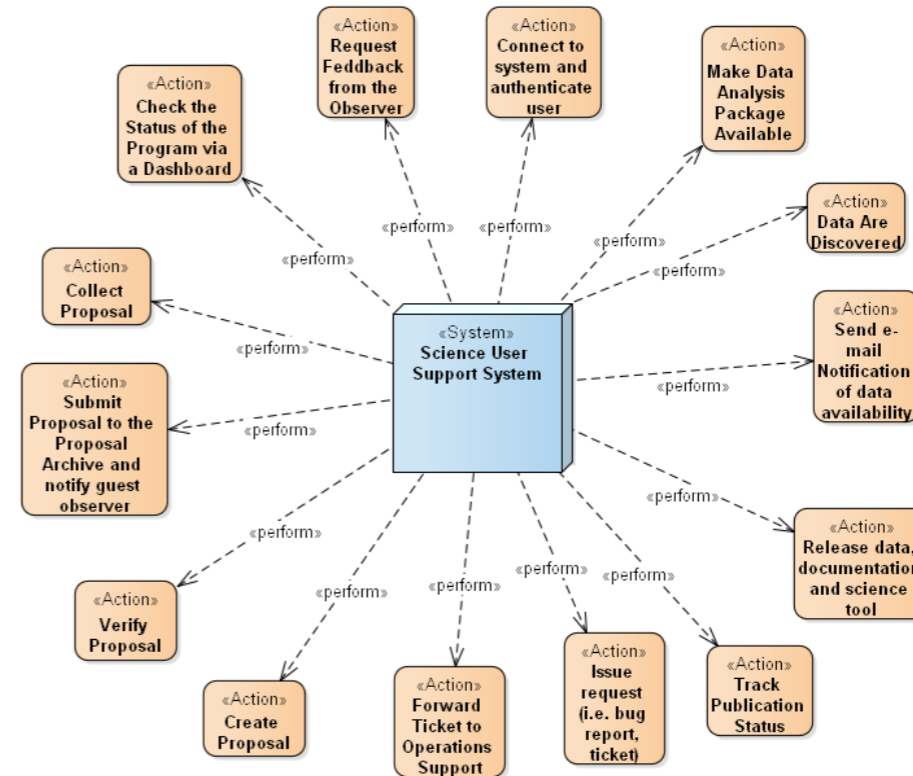 «Action»
Request
Feddback
from the
Observer
«Action»
Connect to
system and
authenticate
user
«Action»
Make Data
Analysis
Package
Available
«Action»
Check the
Status of the
Program via
a Dashboard
«Action»
Data Are
Discovered
«perform»
«perform»
«perform»
«perform»
«perform»
«Action»
Collect
Proposal
«Action»
Send e-
mail
Notification
of data
availability
«System»
Science User
Support System
«perform»
«perform»
«Action»
Submit
Proposal to the
Proposal
Archive and
notify guest
observer
«perform»
«perform»
«Action»
Release data,
documentation
and science
tool
«perform»
«perform»
«perform»
«perform»
«perform»
«Action»
Verify
Proposal
«Action»
Create
Proposal
«Action»
Forward
Ticket to
Operations
Support
«Action»
Issue
request
(i.e. bug
report,
ticket)
«Action»
Track
Publication
Status